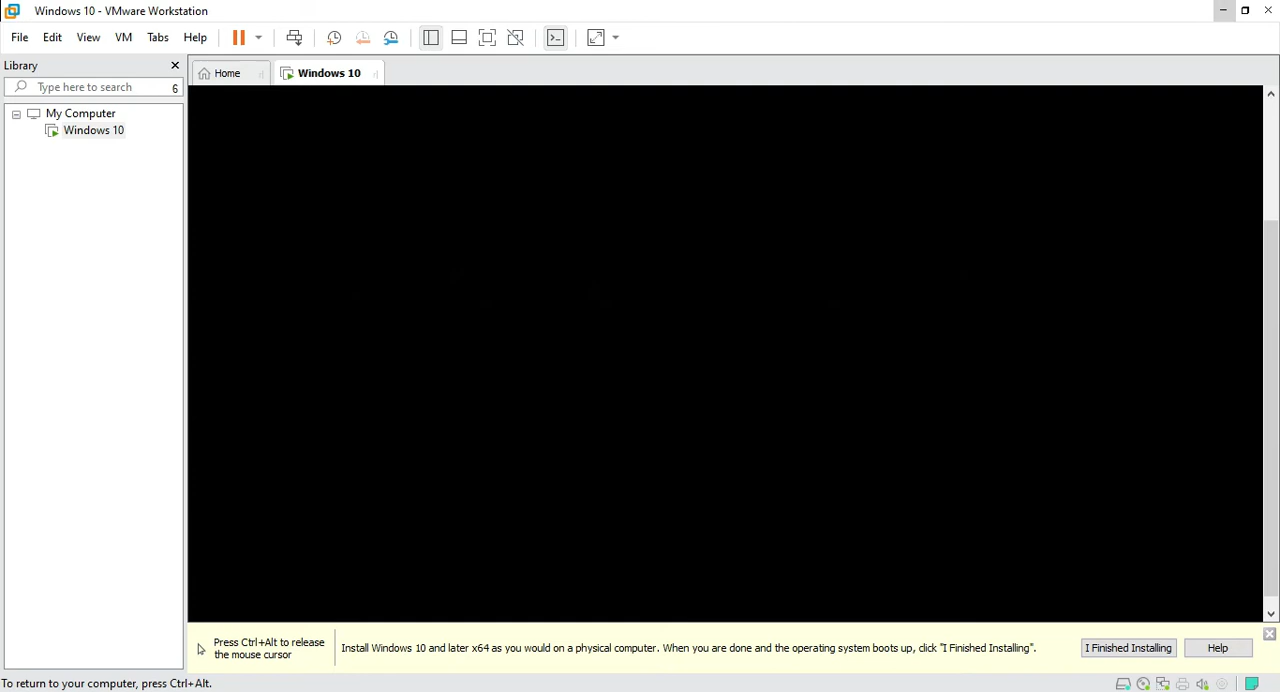 Windows 10 - VMware Workstation
File Edit View VM Tabs Help
Library
Type here to search
6
My Computer
Windows 10
Home
Windows 10
Press Ctrl+Alt to release
the mouse cursor
Install Windows 10 and later x64 as you would on a physical computer. When you are done and the operating system boots up, click "I Finished Installing".
I Finished Installing
Help
To return to your computer, press Ctrl+Alt.